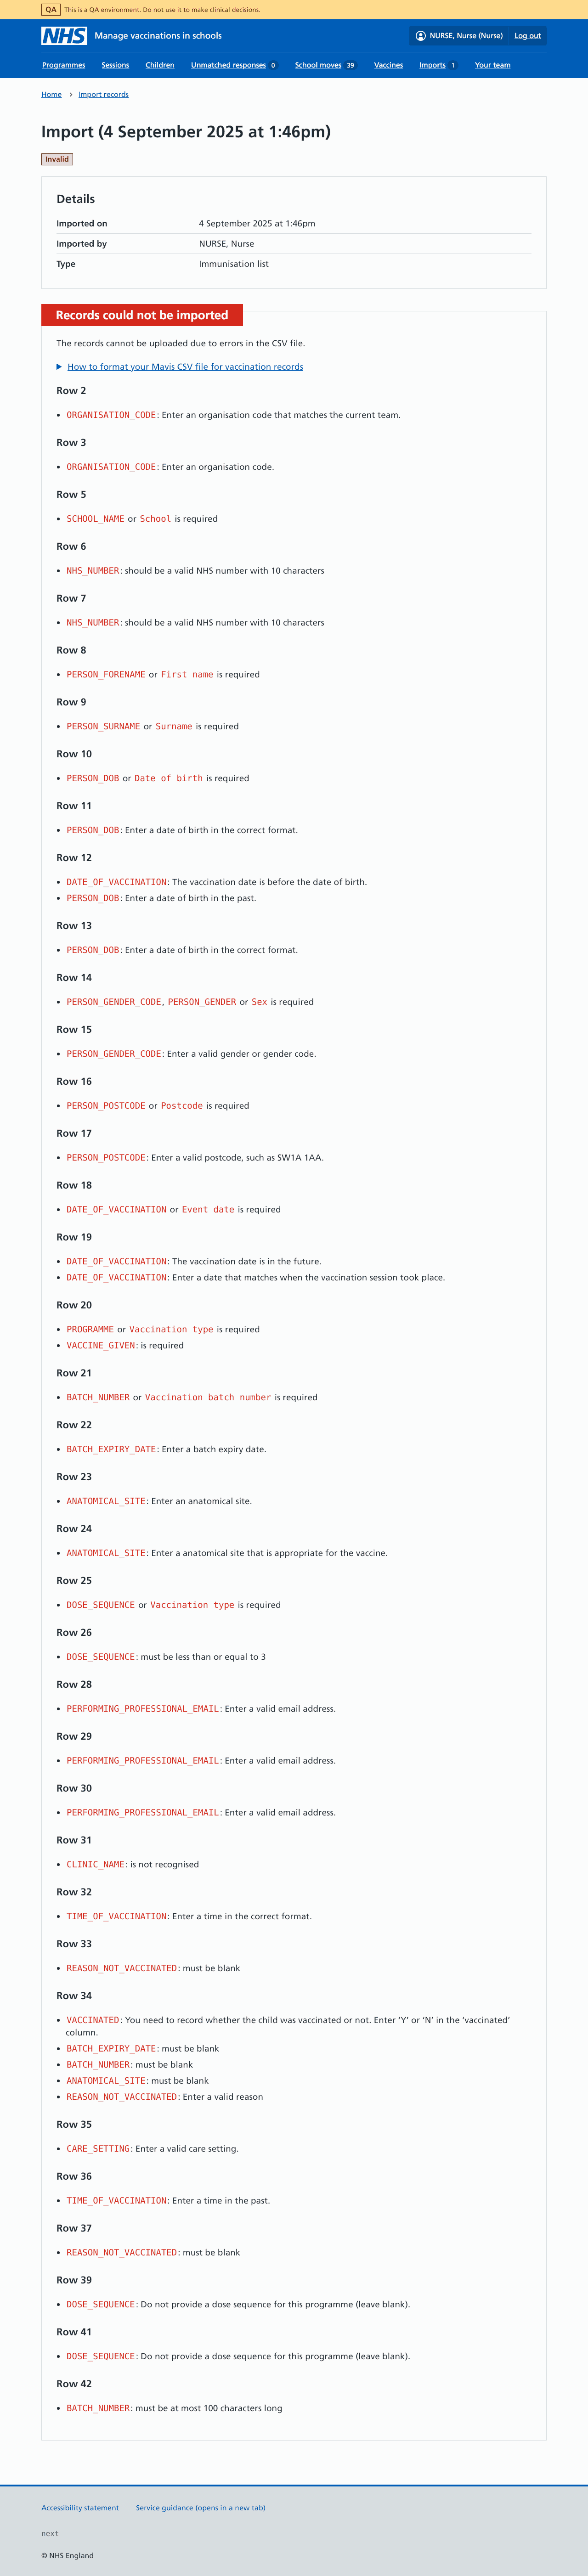 QA This is a QA environment. Do not use it to make clinical decisions.
NHS Manage vaccinations in schools NURSE, Nurse (Nurse) Log out
Programmes Sessions Children Unmatched responses 0 School moves 39 Vaccines Imports 1 Your team
Home › Import records
Import (4 September 2025 at 1:46pm)
Invalid
Details
Imported on 4 September 2025 at 1:46pm
Imported by NURSE, Nurse
Type Immunisation list
Records could not be imported
The records cannot be uploaded due to errors in the CSV file.
How to format your Mavis CSV file for vaccination records
Row 2
• ORGANISATION_CODE: Enter an organisation code that matches the current team.
Row 3
• ORGANISATION_CODE: Enter an organisation code.
Row 5
• SCHOOL_NAME or School is required
Row 6
• NHS_NUMBER: should be a valid NHS number with 10 characters
Row 7
• NHS_NUMBER: should be a valid NHS number with 10 characters
Row 8
• PERSON_FORENAME or First name is required
Row 9
• PERSON_SURNAME or Surname is required
Row 10
• PERSON_DOB or Date of birth is required
Row 11
• PERSON_DOB: Enter a date of birth in the correct format.
Row 12
• DATE_OF_VACCINATION: The vaccination date is before the date of birth.
• PERSON_DOB: Enter a date of birth in the past.
Row 13
• PERSON_DOB: Enter a date of birth in the correct format.
Row 14
• PERSON_GENDER_CODE, PERSON_GENDER or Sex is required
Row 15
• PERSON_GENDER_CODE: Enter a valid gender or gender code.
Row 16
• PERSON_POSTCODE or Postcode is required
Row 17
• PERSON_POSTCODE: Enter a valid postcode, such as SW1A 1AA.
Row 18
• DATE_OF_VACCINATION or Event date is required
Row 19
• DATE_OF_VACCINATION: The vaccination date is in the future.
• DATE_OF_VACCINATION: Enter a date that matches when the vaccination session took place.
Row 20
• PROGRAMME or Vaccination type is required
• VACCINE_GIVEN: is required
Row 21
• BATCH_NUMBER or Vaccination batch number is required
Row 22
• BATCH_EXPIRY_DATE: Enter a batch expiry date.
Row 23
• ANATOMICAL_SITE: Enter an anatomical site.
Row 24
• ANATOMICAL_SITE: Enter a anatomical site that is appropriate for the vaccine.
Row 25
• DOSE_SEQUENCE or Vaccination type is required
Row 26
• DOSE_SEQUENCE: must be less than or equal to 3
Row 28
• PERFORMING_PROFESSIONAL_EMAIL: Enter a valid email address.
Row 29
• PERFORMING_PROFESSIONAL_EMAIL: Enter a valid email address.
Row 30
• PERFORMING_PROFESSIONAL_EMAIL: Enter a valid email address.
Row 31
• CLINIC_NAME: is not recognised
Row 32
• TIME_OF_VACCINATION: Enter a time in the correct format.
Row 33
• REASON_NOT_VACCINATED: must be blank
Row 34
• VACCINATED: You need to record whether the child was vaccinated or not. Enter ‘Y’ or ‘N’ in the ‘vaccinated’
column.
• BATCH_EXPIRY_DATE: must be blank
• BATCH_NUMBER: must be blank
• ANATOMICAL_SITE: must be blank
• REASON_NOT_VACCINATED: Enter a valid reason
Row 35
• CARE_SETTING: Enter a valid care setting.
Row 36
• TIME_OF_VACCINATION: Enter a time in the past.
Row 37
• REASON_NOT_VACCINATED: must be blank
Row 39
• DOSE_SEQUENCE: Do not provide a dose sequence for this programme (leave blank).
Row 41
• DOSE_SEQUENCE: Do not provide a dose sequence for this programme (leave blank).
Row 42
• BATCH_NUMBER: must be at most 100 characters long
Accessibility statement Service guidance (opens in a new tab)
next
© NHS England